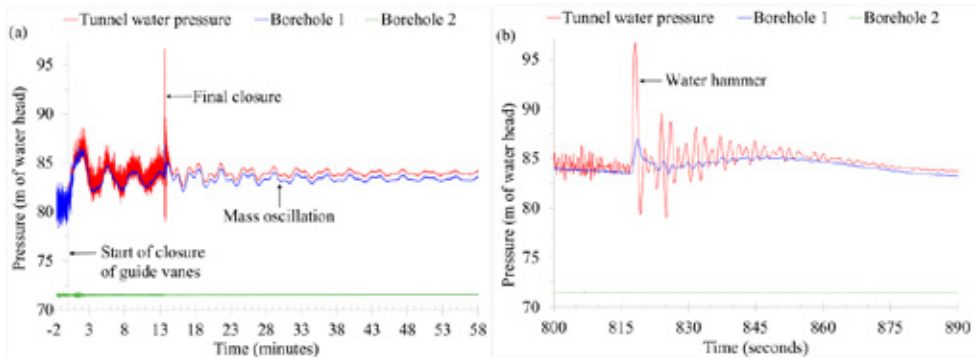 Tunnel water pressure Borehole 1 Borehole 2
(a)
Pressure (m of water head)
95
90
85
80
75
70
Final closure
Mass oscillation
Start of closure
of guide vanes
-2 3 8 13 18 23 28 33 38 43 48 53 58
Time (minutes)
Tunnel water pressure Borehole 1 Borehole 2
(b)
Pressure (m of water head)
95
90
85
80
75
70
Water hammer
800 815 830 845 860 875 890
Time (seconds)